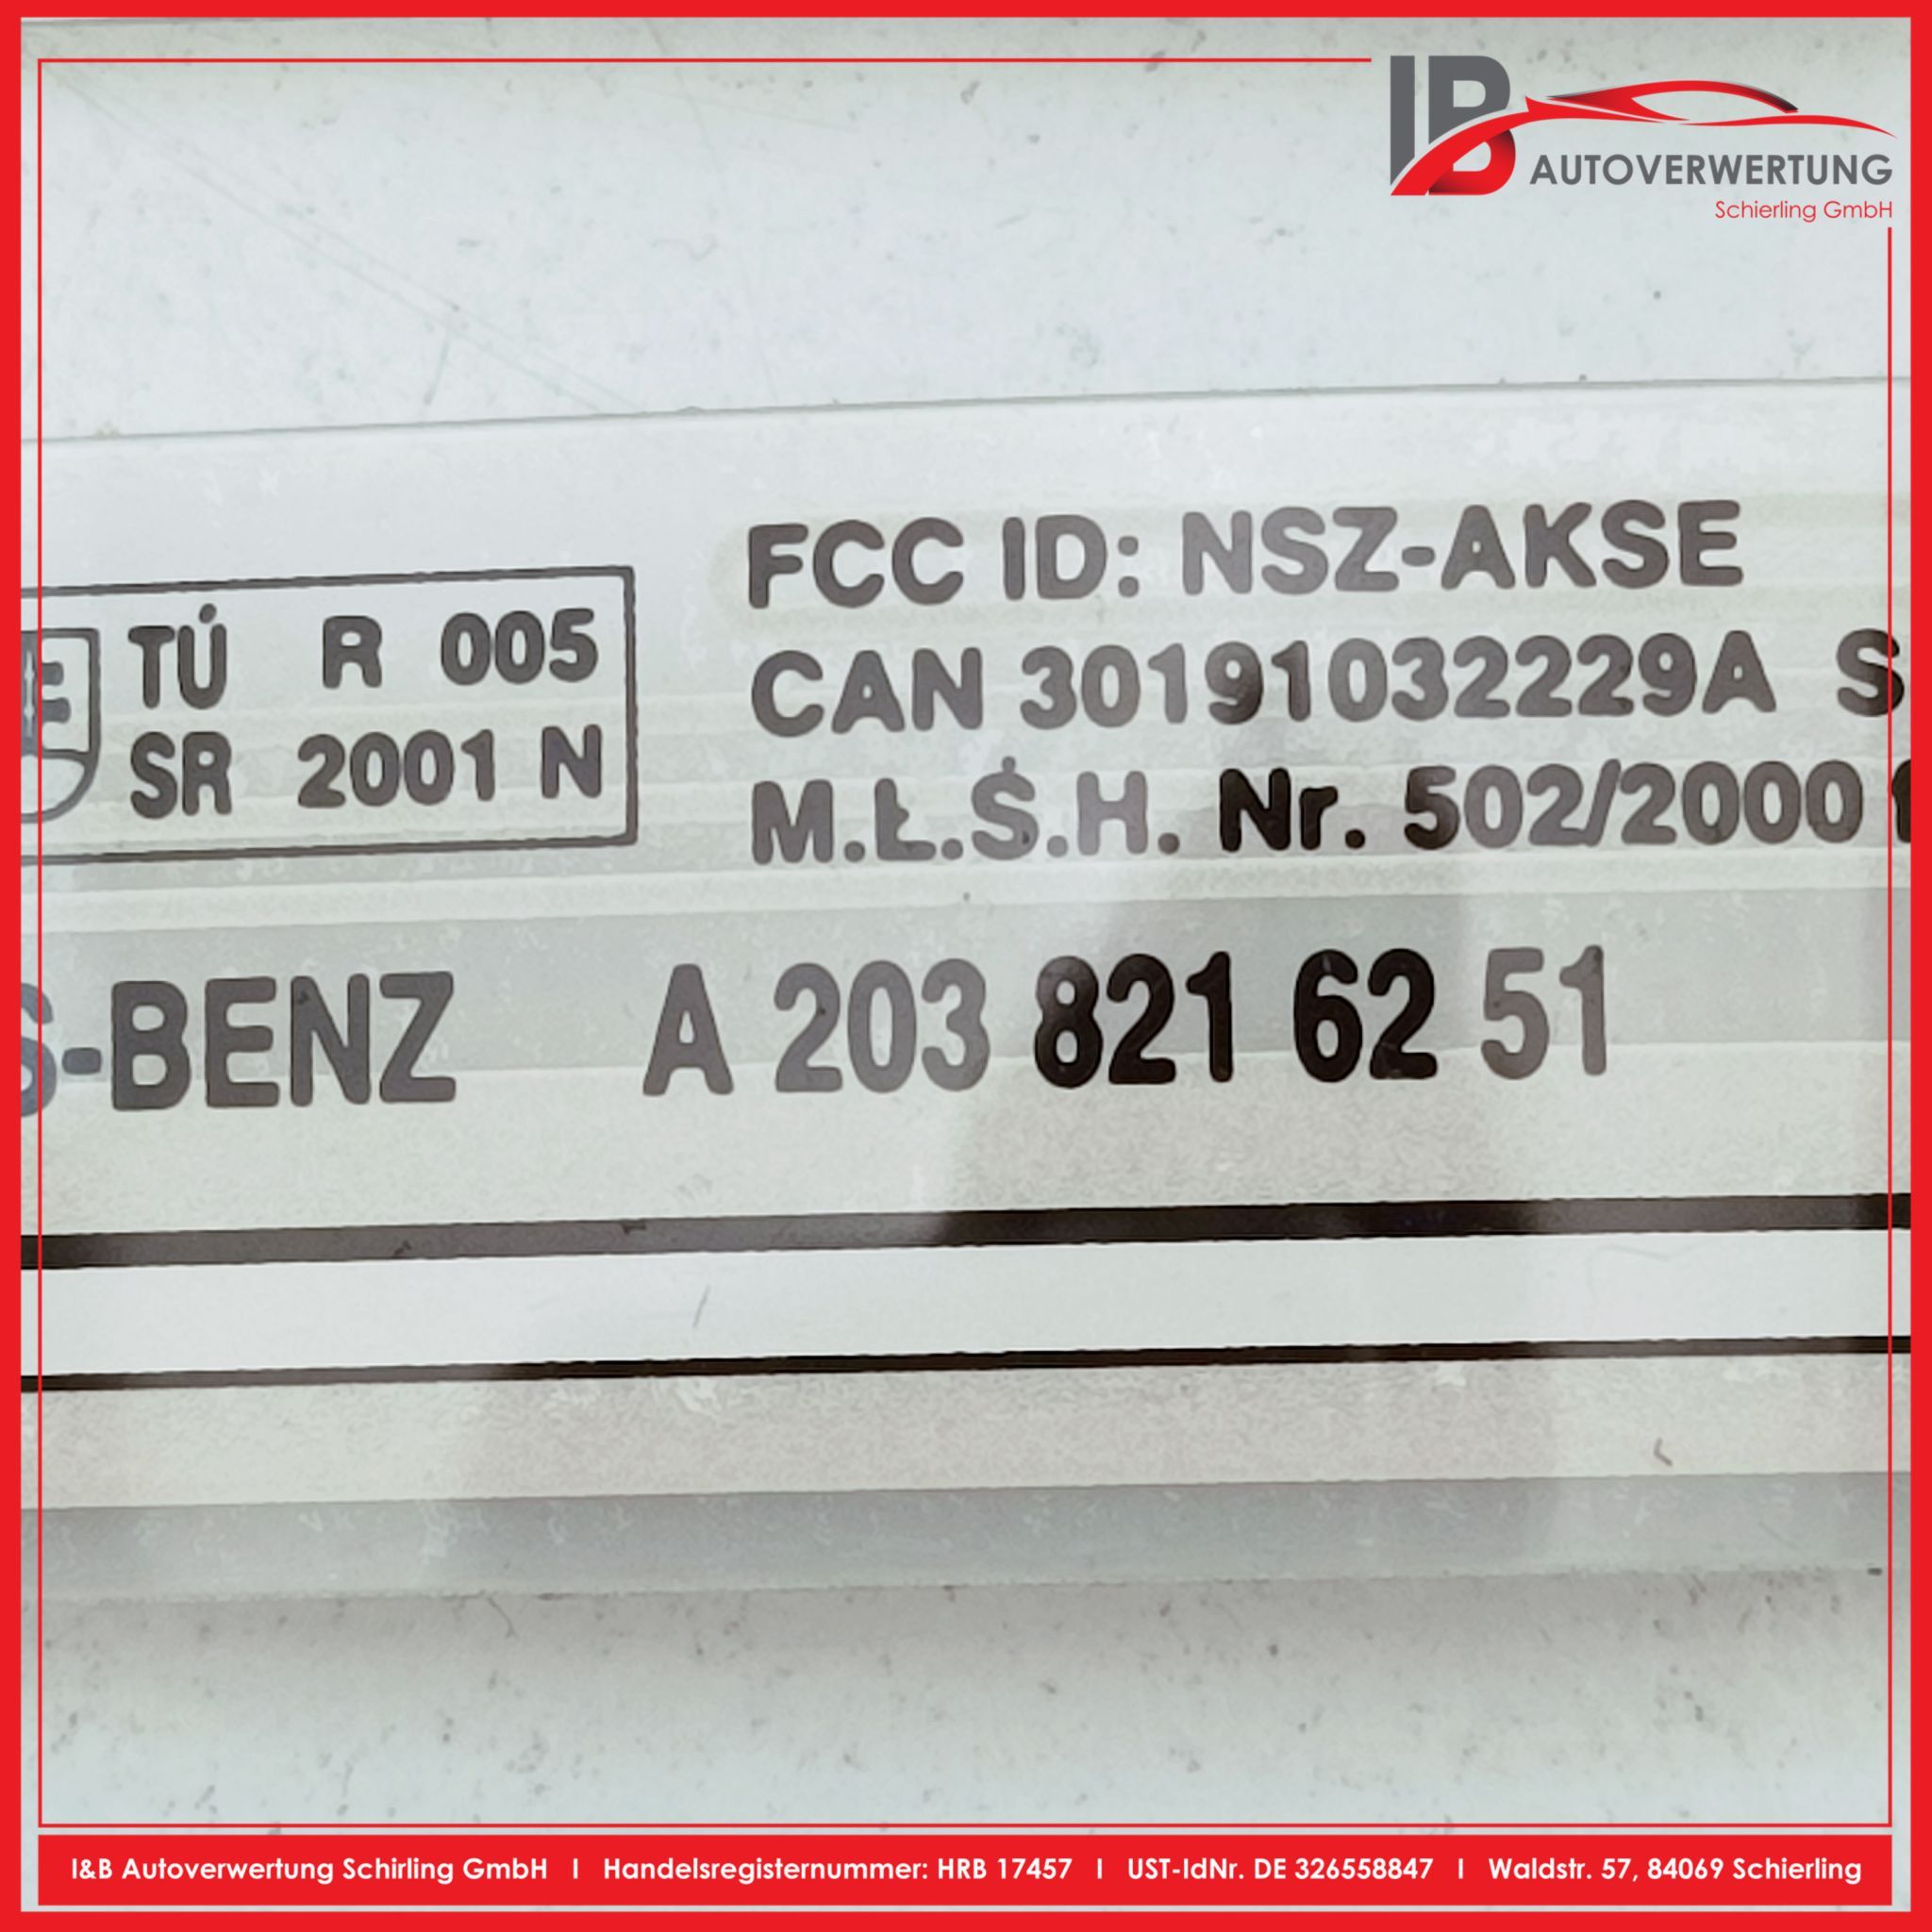 IB AUTOVERWERTUNG
Schierling GmbH
FCC ID: NSZ-AKSE
TÚ R 005
CAN 30191032229A S
SR 2001 N
M.Ł.Ṡ.H. Nr. 502/2000
S-BENZ A 203 821 62 51
I&B Autoverwertung Schirling GmbH I Handelsregisternummer: HRB 17457 I UST-IdNr. DE 326558847 I Waldstr. 57, 84069 Schierling